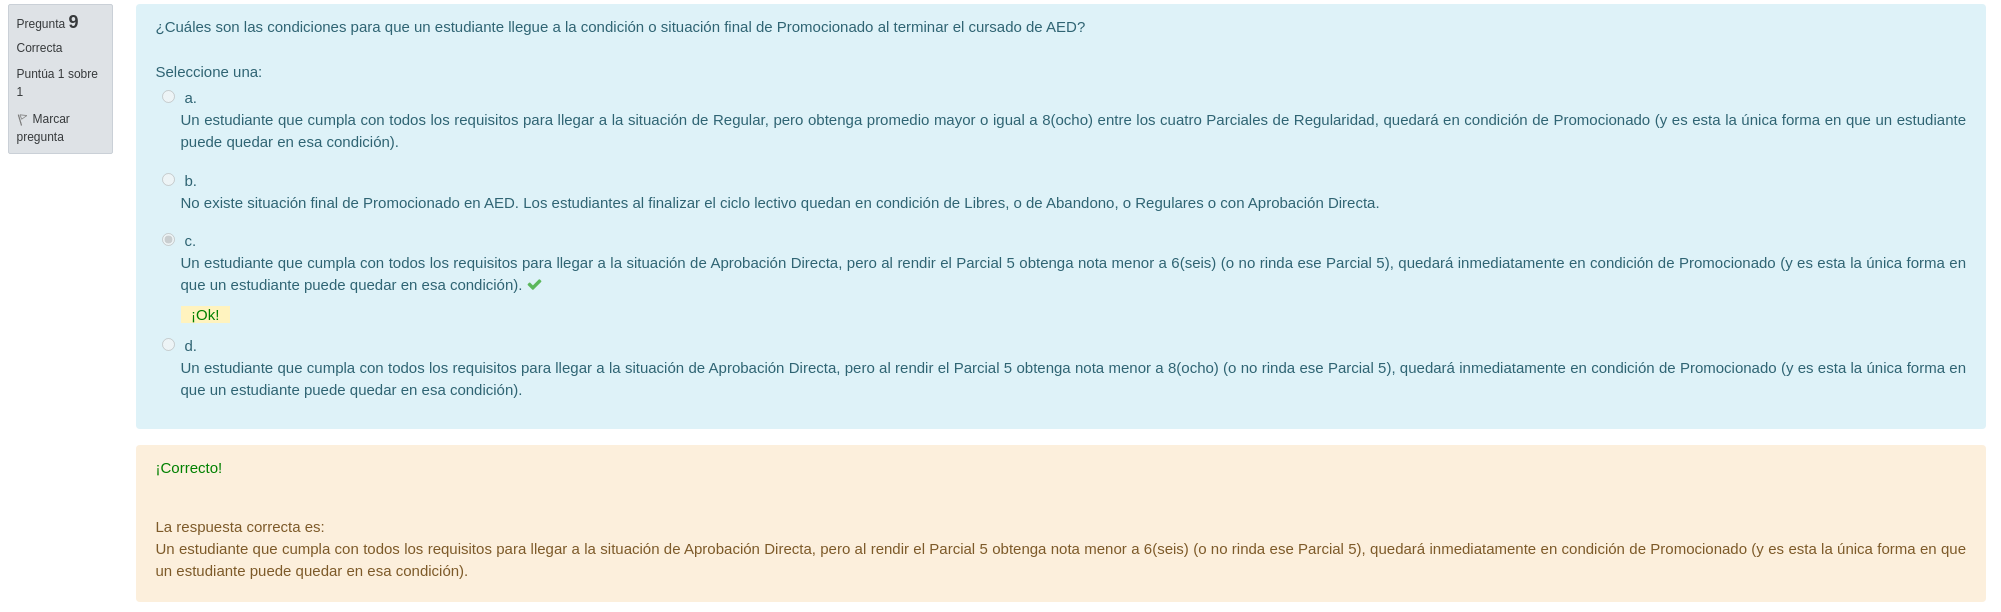 Pregunta 9
Correcta
Puntúa 1 sobre
1
Marcar
pregunta
¿Cuáles son las condiciones para que un estudiante llegue a la condición o situación final de Promocionado al terminar el cursado de AED?
Seleccione una:
a.
Un estudiante que cumpla con todos los requisitos para llegar a la situación de Regular, pero obtenga promedio mayor o igual a 8(ocho) entre los cuatro Parciales de Regularidad, quedará en condición de Promocionado (y es esta la única forma en que un estudiante
puede quedar en esa condición).
b.
No existe situación final de Promocionado en AED. Los estudiantes al finalizar el ciclo lectivo quedan en condición de Libres, o de Abandono, o Regulares o con Aprobación Directa.
c.
Un estudiante que cumpla con todos los requisitos para llegar a la situación de Aprobación Directa, pero al rendir el Parcial 5 obtenga nota menor a 6(seis) (o no rinda ese Parcial 5), quedará inmediatamente en condición de Promocionado (y es esta la única forma en
que un estudiante puede quedar en esa condición).
¡Ok!
d.
Un estudiante que cumpla con todos los requisitos para llegar a la situación de Aprobación Directa, pero al rendir el Parcial 5 obtenga nota menor a 8(ocho) (o no rinda ese Parcial 5), quedará inmediatamente en condición de Promocionado (y es esta la única forma en
que un estudiante puede quedar en esa condición).
¡Correcto!
La respuesta correcta es:
Un estudiante que cumpla con todos los requisitos para llegar a la situación de Aprobación Directa, pero al rendir el Parcial 5 obtenga nota menor a 6(seis) (o no rinda ese Parcial 5), quedará inmediatamente en condición de Promocionado (y es esta la única forma en que
un estudiante puede quedar en esa condición).